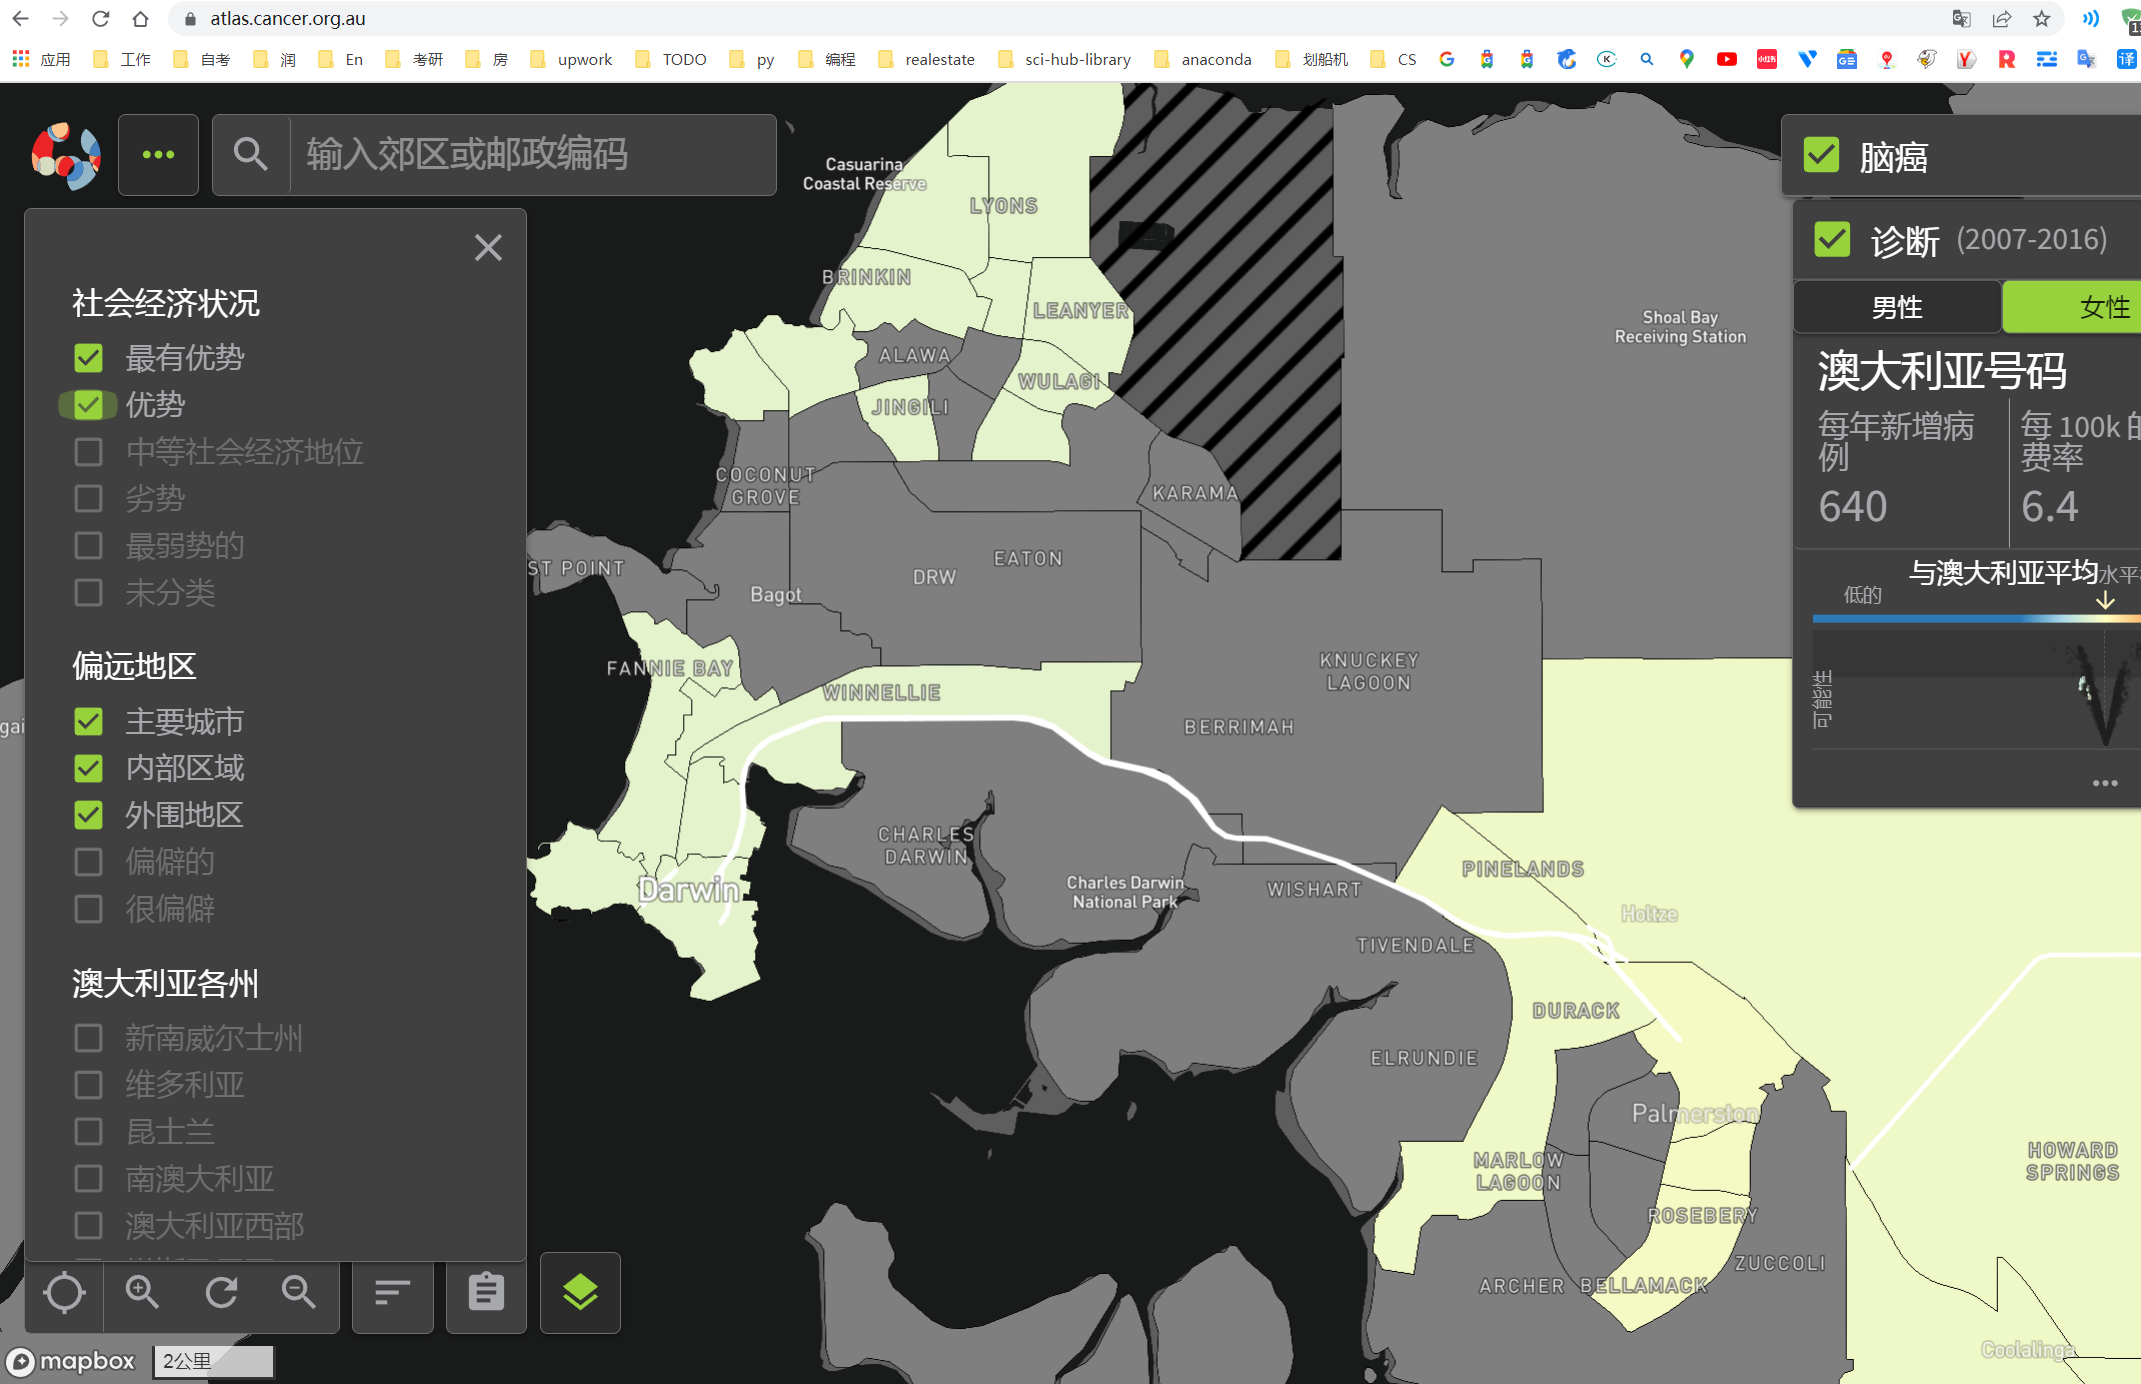 atlas.cancer.org.au
应用 工作 自考 润 En 考研 房 upwork TODO py 编程 realestate sci-hub-library anaconda 划船机 CS
输入郊区或邮政编码
社会经济状况
最有优势
优势
中等社会经济地位
劣势
最弱势的
未分类
偏远地区
主要城市
内部区域
外围地区
偏僻的
很偏僻
澳大利亚各州
新南威尔士州
维多利亚
昆士兰
南澳大利亚
澳大利亚西部
mapbox
2公里
Casuarina
Coastal Reserve
LYONS
BRINKIN
LEANYER
ALAWA
WULAGI
JINGILI
COCONUT
GROVE
KARAMA
ST POINT
EATON
DRW
Bagot
FANNIE BAY
WINNELLIE
KNUCKEY
LAGOON
BERRIMAH
CHARLES
DARWIN
Charles Darwin
National Park
Darwin
WISHART
PINELANDS
Holtze
TIVENDALE
DURACK
ELRUNDIE
Palmerston
MARLOW
LAGOON
HOWARD
SPRINGS
ROSEBERY
ZUCCOLI
ARCHER
BELLAMACK
Coolalinga
Shoal Bay
Receiving Station
gai
脑癌
诊断 (2007-2016)
男性 女性
澳大利亚号码
每年新增病
例
640
每 100k 的
费率
6.4
与澳大利亚平均水平
低的
可能性